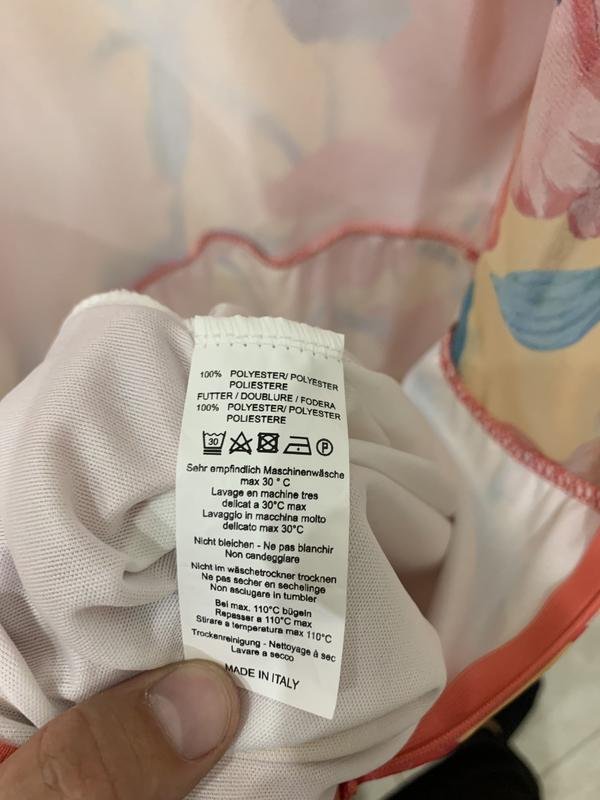 100% POLYESTER/ POLYESTER
POLIESTERE
FUTTER / DOUBLURE / FODERA
100% POLYESTER/ POLYESTER
POLIESTERE
30 P
Sehr empfindlich Maschinenwäsche
max 30 ° C
Lavage en machine tres
delicat a 30°C max
Lavaggio in macchina molto
delicato max 30°C
Nicht bleichen - Ne pas blanchir
Non candeggiare
Nicht im wäschetrockner trocknen
Ne pas secher en sechelinge
Non asciugare in tumbler
Bei max. 110°C bügeln
Repasser a 110°C max
Stirare a temperatura max 110°C
Trockenreinigung - Nettoyage à sec
Lavare a secco
MADE IN ITALY